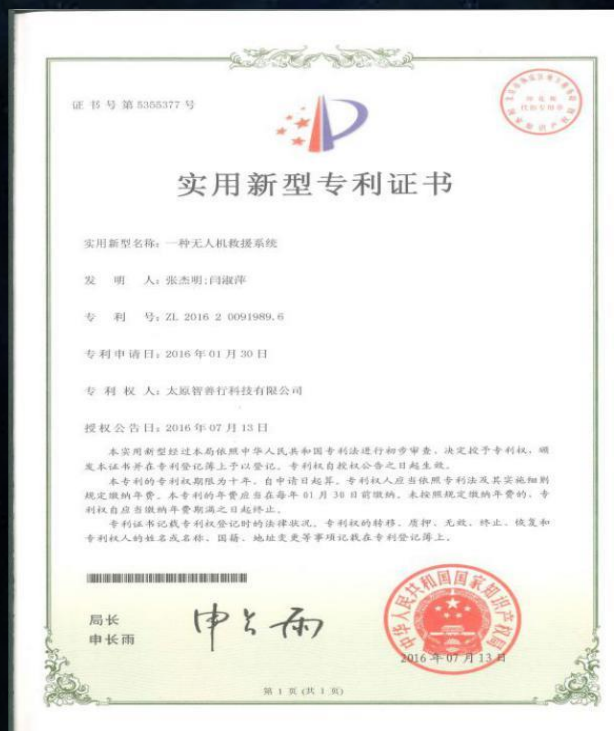 证书号第5355377号
实用新型专利证书
实用新型名称：一种无人机救援系统
发 明 人：张杰明;闫淑萍
专 利 号：ZL 2016 2 0091989.6
专利申请日：2016年01月30日
专 利 权 人：太原智善行科技有限公司
授权公告日：2016年07月13日
本实用新型经过本局依照中华人民共和国专利法进行初步审查，决定授予专利权，颁
发本证书并在专利登记簿上予以登记。专利权自授权公告之日起生效。
本专利的专利权期限为十年，自申请日起算。专利权人应当依照专利法及其实施细则
规定缴纳年费。本专利的年费应当在每年01月30日前缴纳。未按照规定缴纳年费的，专
利权自应当缴纳年费期满之日起终止。
专利证书记载专利权登记时的法律状况。专利权的转移、质押、无效、终止、恢复和
专利权人的姓名或名称、国籍、地址变更等事项记载在专利登记簿上。
局长
申长雨
申长雨
中华人民共和国国家知识产权局
2016年07月13日
第 1 页 (共 1 页)